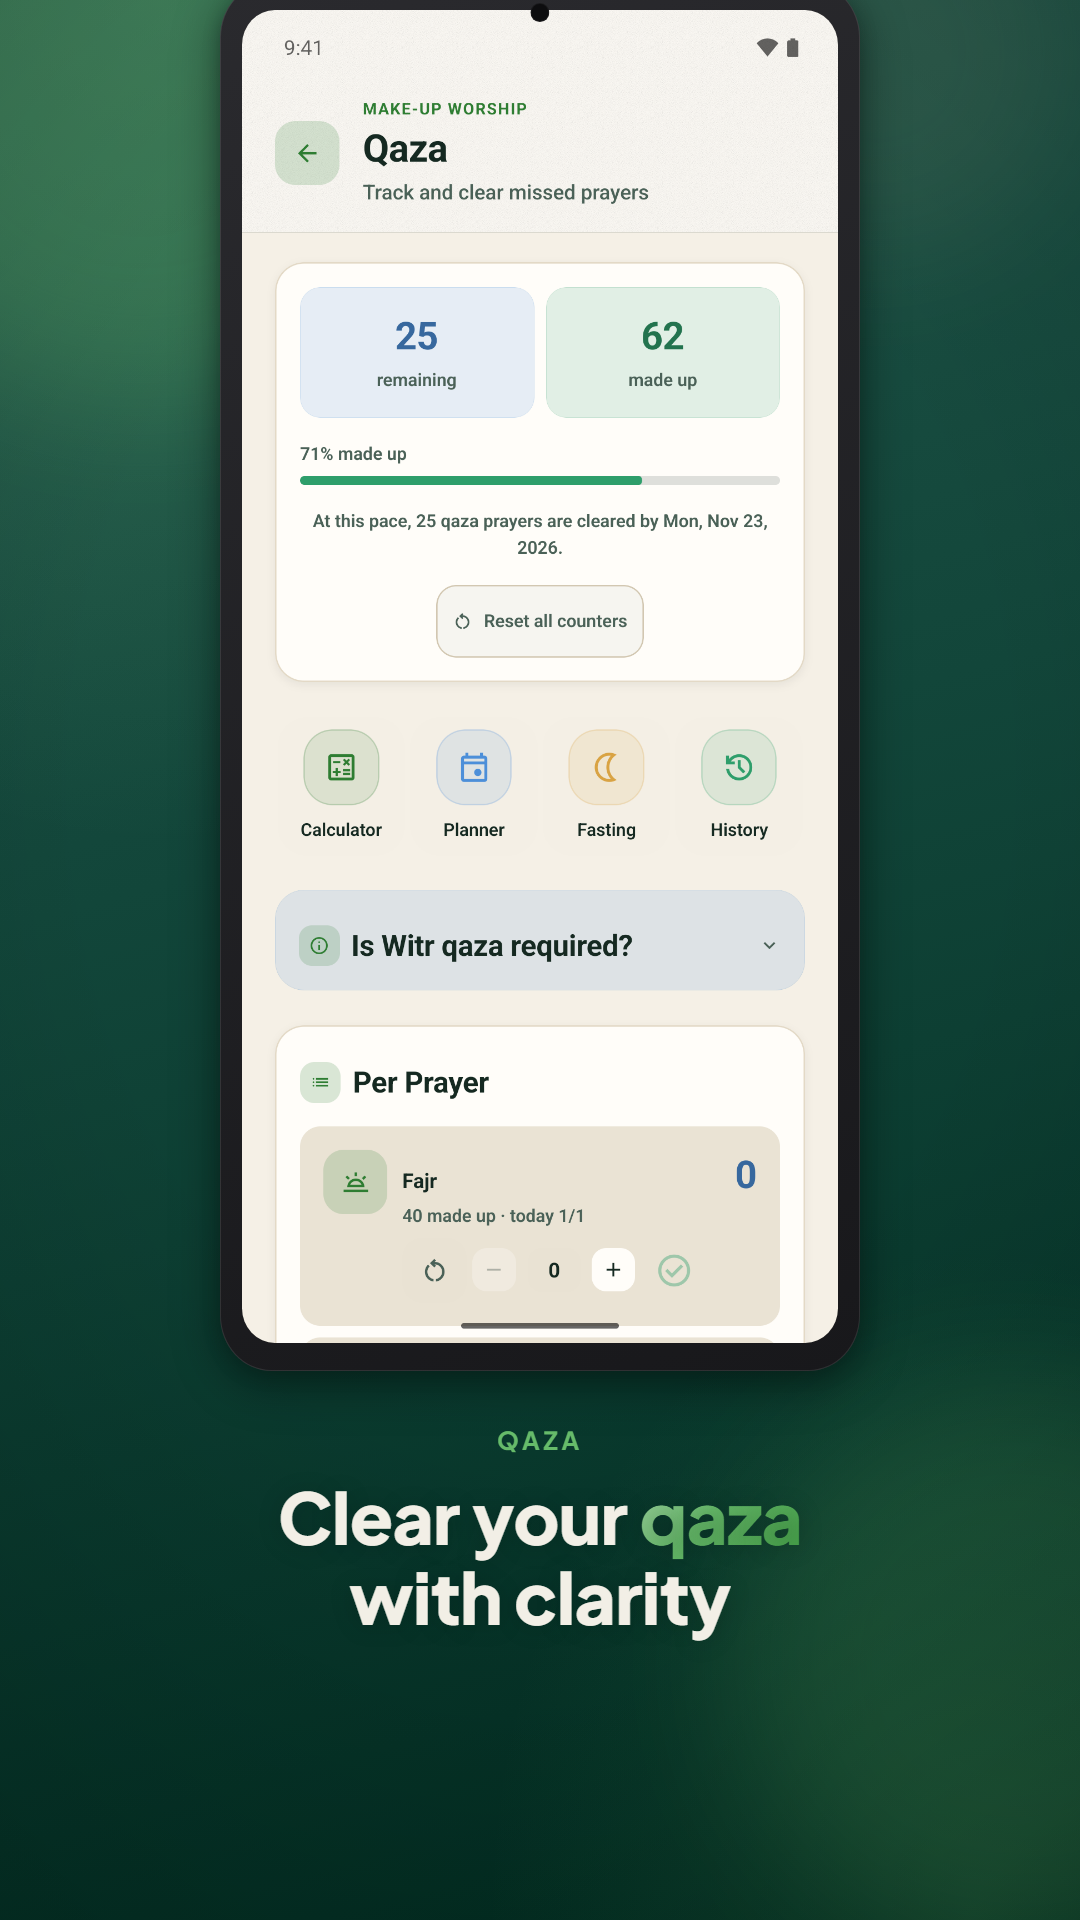 9:41
MAKE-UP WORSHIP
Qaza
Track and clear missed prayers
25
remaining
62
made up
71% made up
At this pace, 25 qaza prayers are cleared by Mon, Nov 23,
2026.
Reset all counters
Calculator
Planner
Fasting
History
Is Witr qaza required?
Per Prayer
Fajr
0
40 made up · today 1/1
0
QAZA
Clear your qaza
with clarity